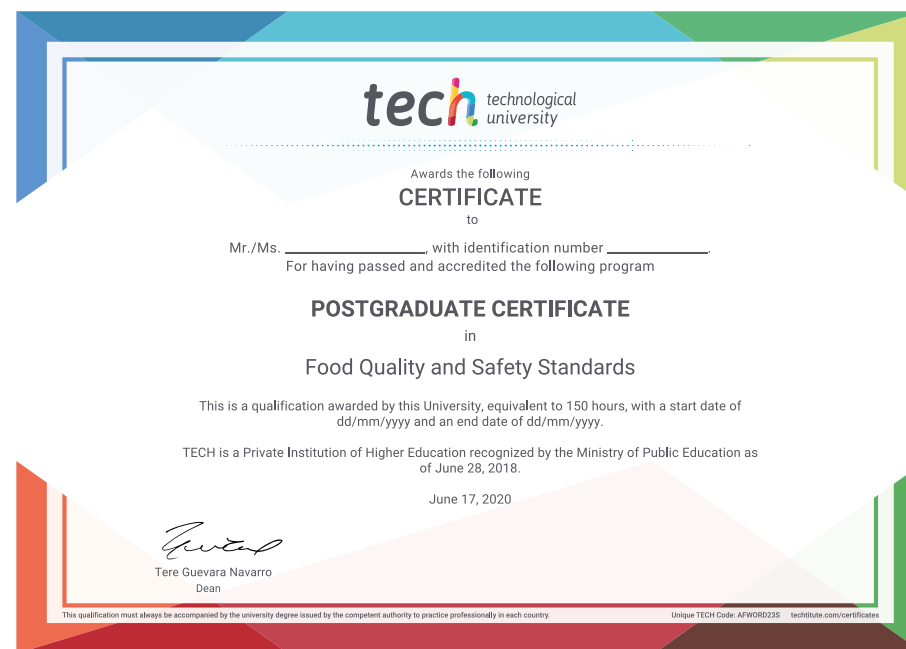 tech technological
university
Awards the following
CERTIFICATE
to
Mr./Ms. ____________________, with identification number ______________.
For having passed and accredited the following program
POSTGRADUATE CERTIFICATE
in
Food Quality and Safety Standards
This is a qualification awarded by this University, equivalent to 150 hours, with a start date of
dd/mm/yyyy and an end date of dd/mm/yyyy.
TECH is a Private Institution of Higher Education recognized by the Ministry of Public Education as
of June 28, 2018.
June 17, 2020
Tere Guevara Navarro
Dean
This qualification must always be accompanied by the university degree issued by the competent authority to practice professionally in each country. Unique TECH Code: AFWORD23S techtitute.com/certificates